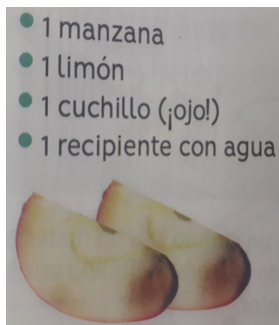 • 1 manzana
• 1 limón
• 1 cuchillo (¡ojo!)
• 1 recipiente con agua